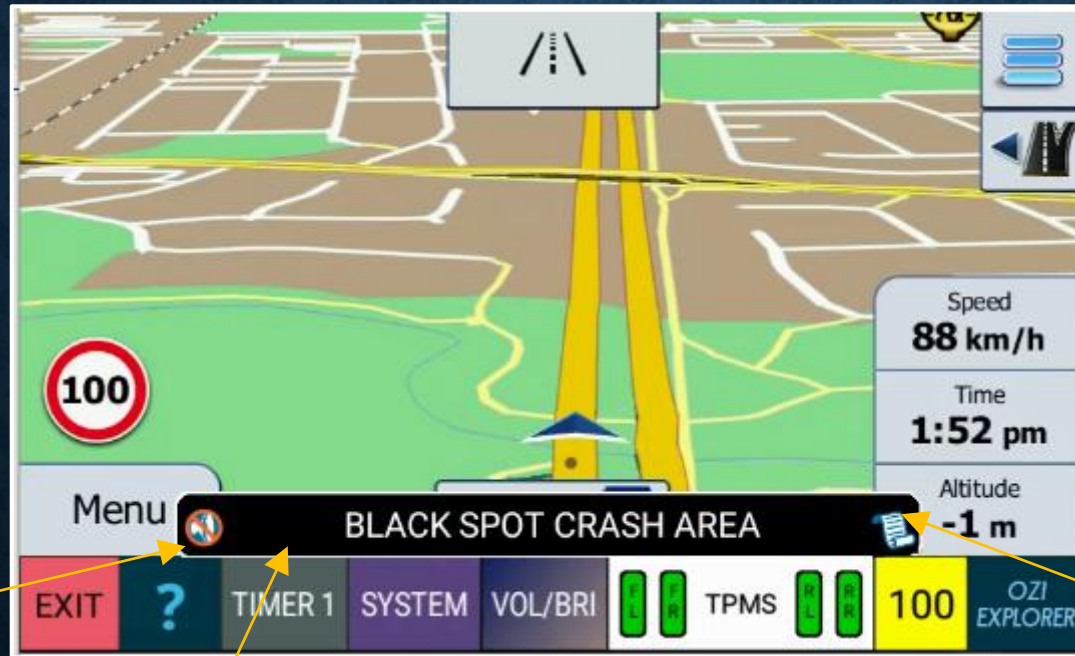 Speed
88 km/h
100
Time
1:52 pm
Menu
Altitude
-1 m
BLACK SPOT CRASH AREA
EXIT ? TIMER 1 SYSTEM VOL/BRI FL FR TPMS RL RR 100 OZI EXPLORER